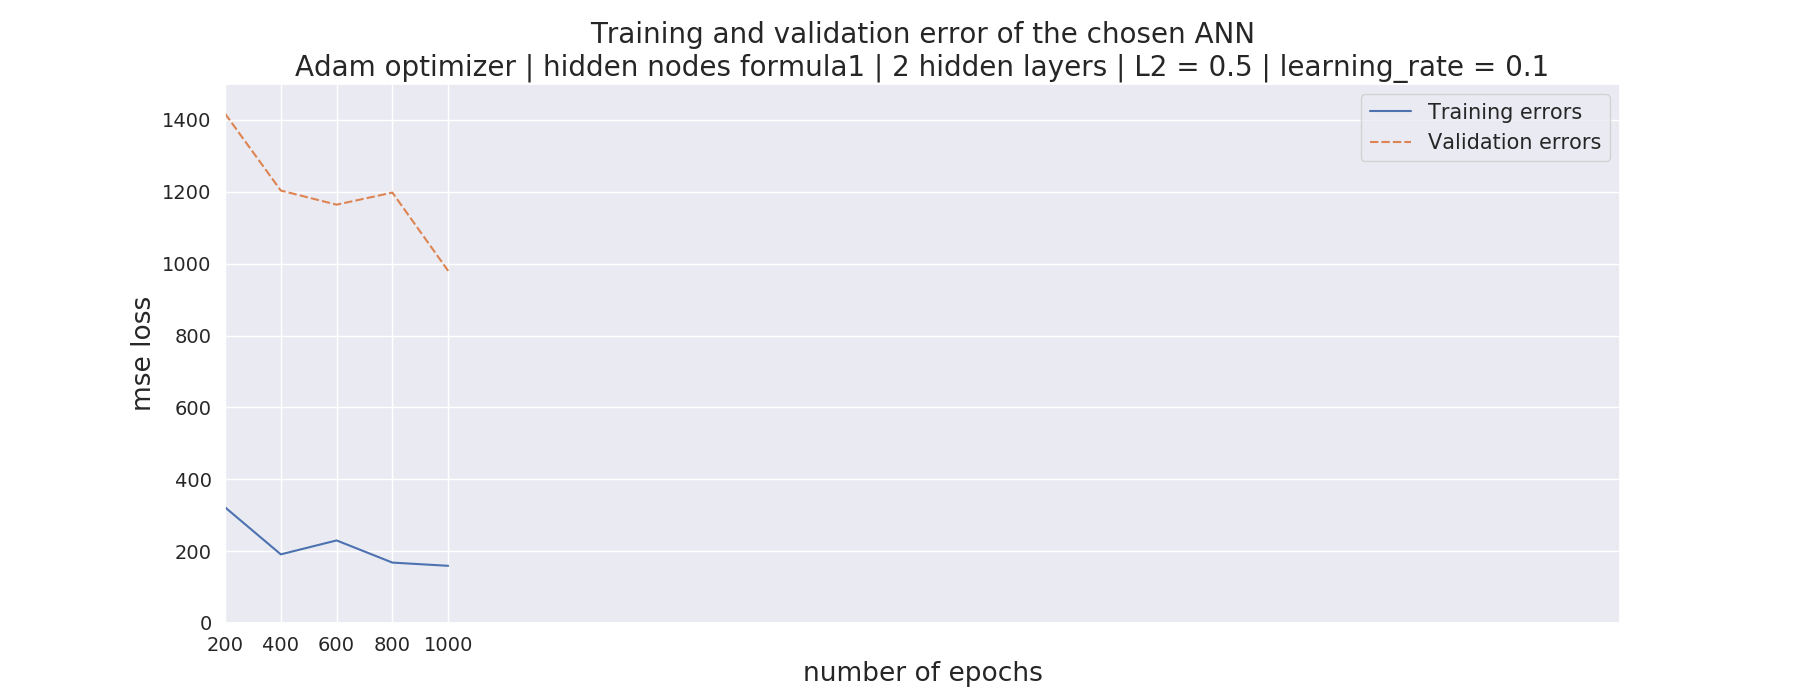 Training and validation error of the chosen ANN
Adam optimizer | hidden nodes formula1 | 2 hidden layers | L2 = 0.5 | learning_rate = 0.1
Training errors
Validation errors
1400
1200
1000
800
600
400
200
0
mse loss
200 400 600 800 1000
number of epochs